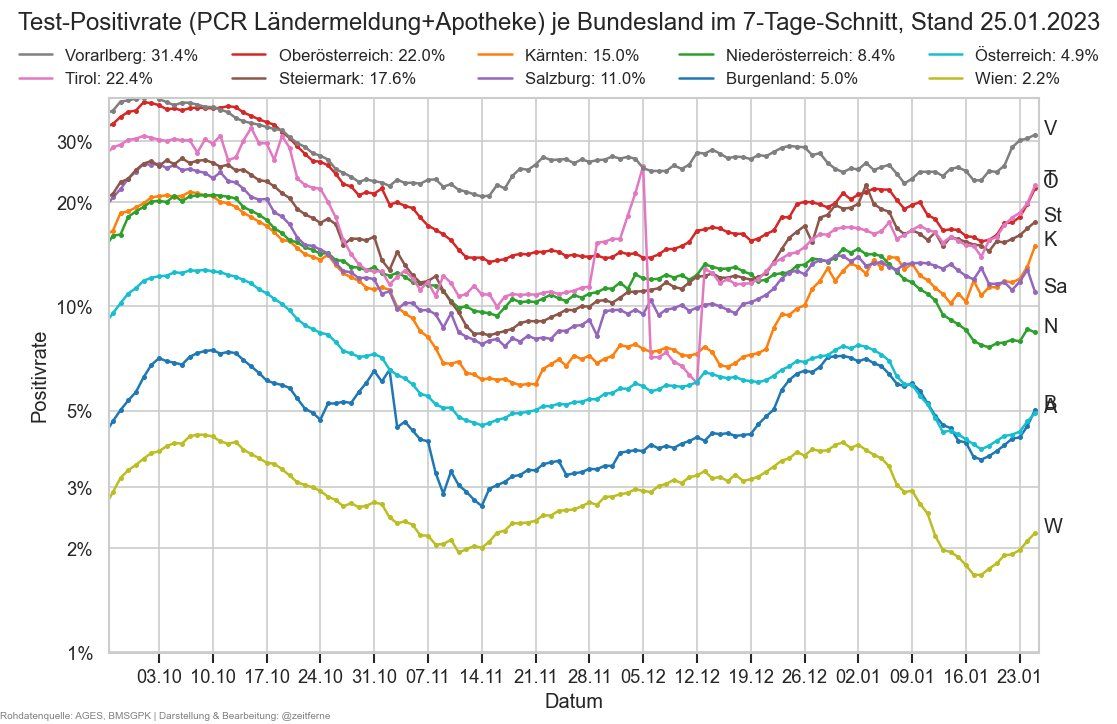 Test-Positivrate (PCR Ländermeldung+Apotheke) je Bundesland im 7-Tage-Schnitt, Stand 25.01.2023
Vorarlberg: 31.4% Oberösterreich: 22.0% Kärnten: 15.0% Niederösterreich: 8.4% Österreich: 4.9%
Tirol: 22.4% Steiermark: 17.6% Salzburg: 11.0% Burgenland: 5.0% Wien: 2.2%
30%
20%
10%
5%
3%
2%
1%
Positivrate
V
T
O
St
K
Sa
N
B
A
W
03.10 10.10 17.10 24.10 31.10 07.11 14.11 21.11 28.11 05.12 12.12 19.12 26.12 02.01 09.01 16.01 23.01
Datum
Rohdatenquelle: AGES, BMSGPK | Darstellung & Bearbeitung: @zeitferne